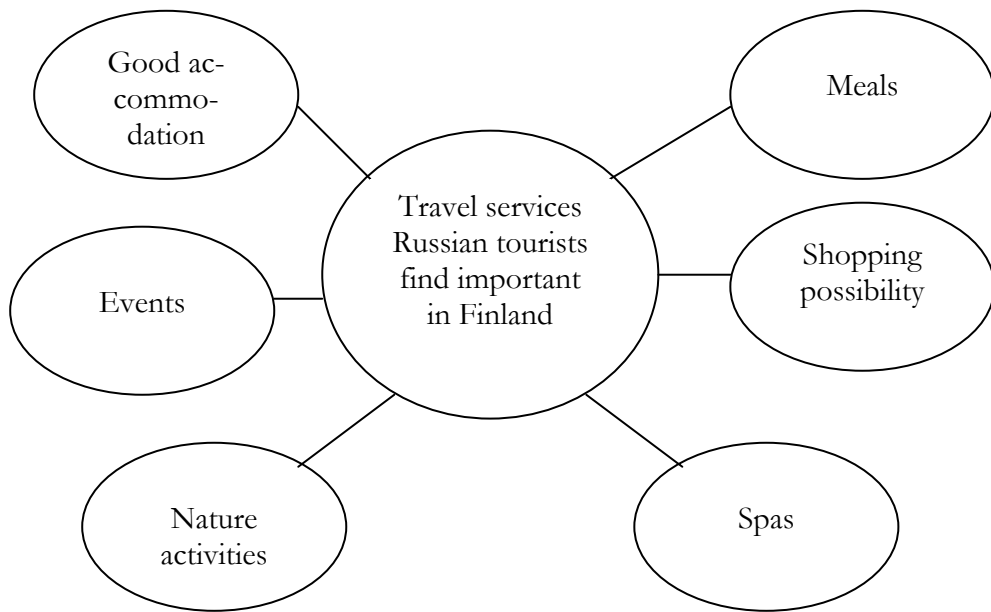 Good ac-
commo-
dation
Meals
Travel services
Russian tourists
find important
in Finland
Shopping
possibility
Events
Nature
activities
Spas